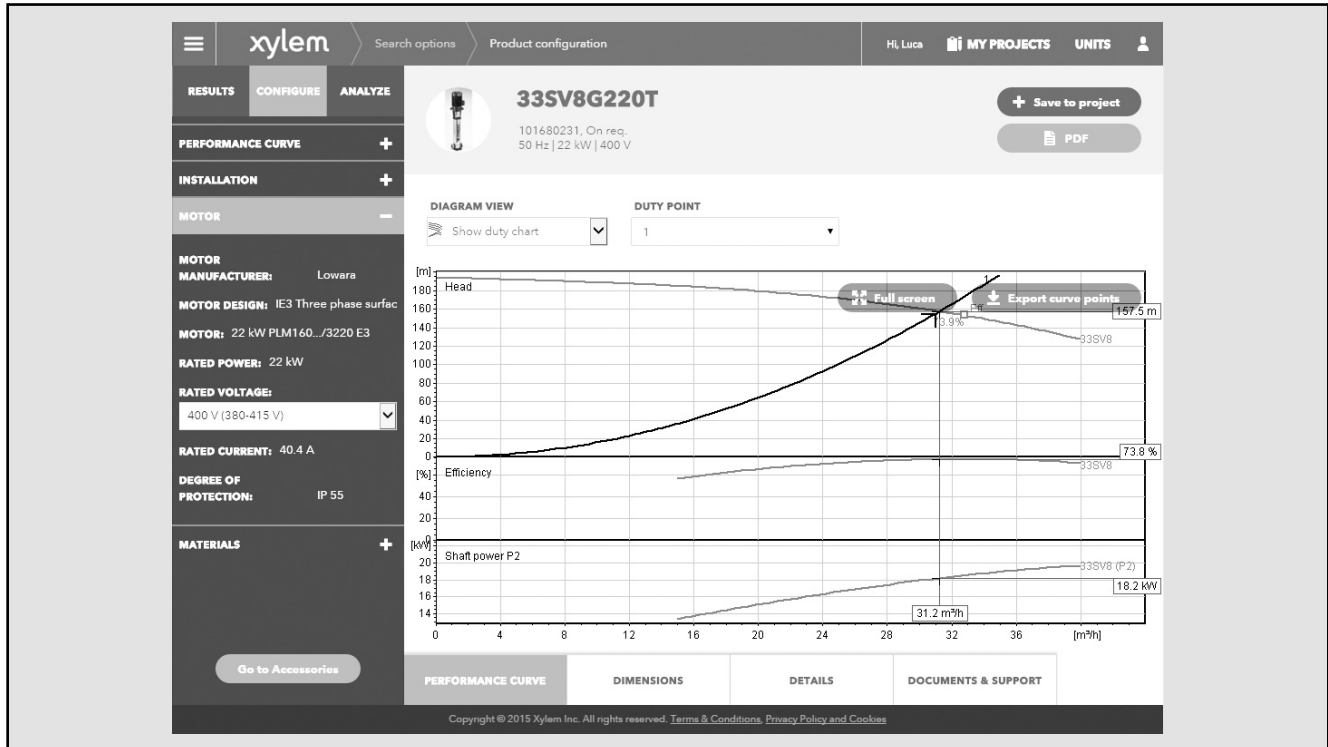 xylem
Search options
Product configuration
Hi, Luca
MY PROJECTS
UNITS
RESULTS
CONFIGURE
ANALYZE
PERFORMANCE CURVE
INSTALLATION
MOTOR
MOTOR
MANUFACTURER: Lowara
MOTOR DESIGN: IE3 Three phase surfac
MOTOR: 22 kW PLM160.../3220 E3
RATED POWER: 22 kW
RATED VOLTAGE:
400 V (380-415 V)
RATED CURRENT: 40.4 A
DEGREE OF
PROTECTION: IP 55
MATERIALS
Go to Accessories
33SV8G220T
101680231, On req.
50 Hz | 22 kW | 400 V
Save to project
PDF
DIAGRAM VIEW
Show duty chart
DUTY POINT
1
[m]
Head
180
160
140
120
100
80
60
40
20
0
1
Full screen
Export curve points
Eff
157.5 m
3.9%
33SV8
73.8 %
[%]
Efficiency
33SV8
40
20
0
[kW]
Shaft power P2
20
18
16
14
33SV8 (P2)
18.2 kW
31.2 m³/h
0 4 8 12 16 20 24 28 32 36 [m³/h]
PERFORMANCE CURVE
DIMENSIONS
DETAILS
DOCUMENTS & SUPPORT
Copyright © 2015 Xylem Inc. All rights reserved. Terms & Conditions, Privacy Policy and Cookies